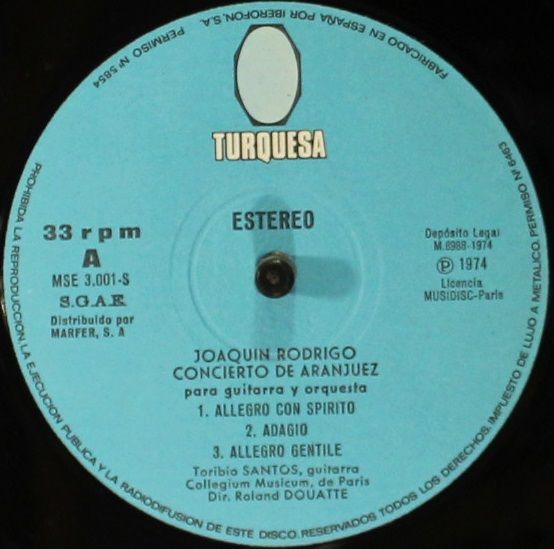 FABRICADO EN ESPAÑA POR IBEROFON, S.A. PERMISO Nº 5854
TURQUESA
ESTEREO
33 rpm
A
MSE 3.001-S
S.G.A.E.
Distribuido por
MARFER, S. A
Depósito Legal
M.8988-1974
Ⓟ 1974
Licencia
MUSIDISC-Paris
JOAQUIN RODRIGO
CONCIERTO DE ARANJUEZ
para guitarra y orquesta
1. ALLEGRO CON SPIRITO
2. ADAGIO
3. ALLEGRO GENTILE
Toribio SANTOS, guitarra
Collegium Musicum, de Paris
Dir. Roland DOUATTE
PROHIBIDA LA REPRODUCCION, LA EJECUCION PUBLICA Y LA RADIODIFUSION DE ESTE DISCO. RESERVADOS TODOS LOS DERECHOS. IMPUESTO DE LUJO A METALICO. PERMISO Nº 6463